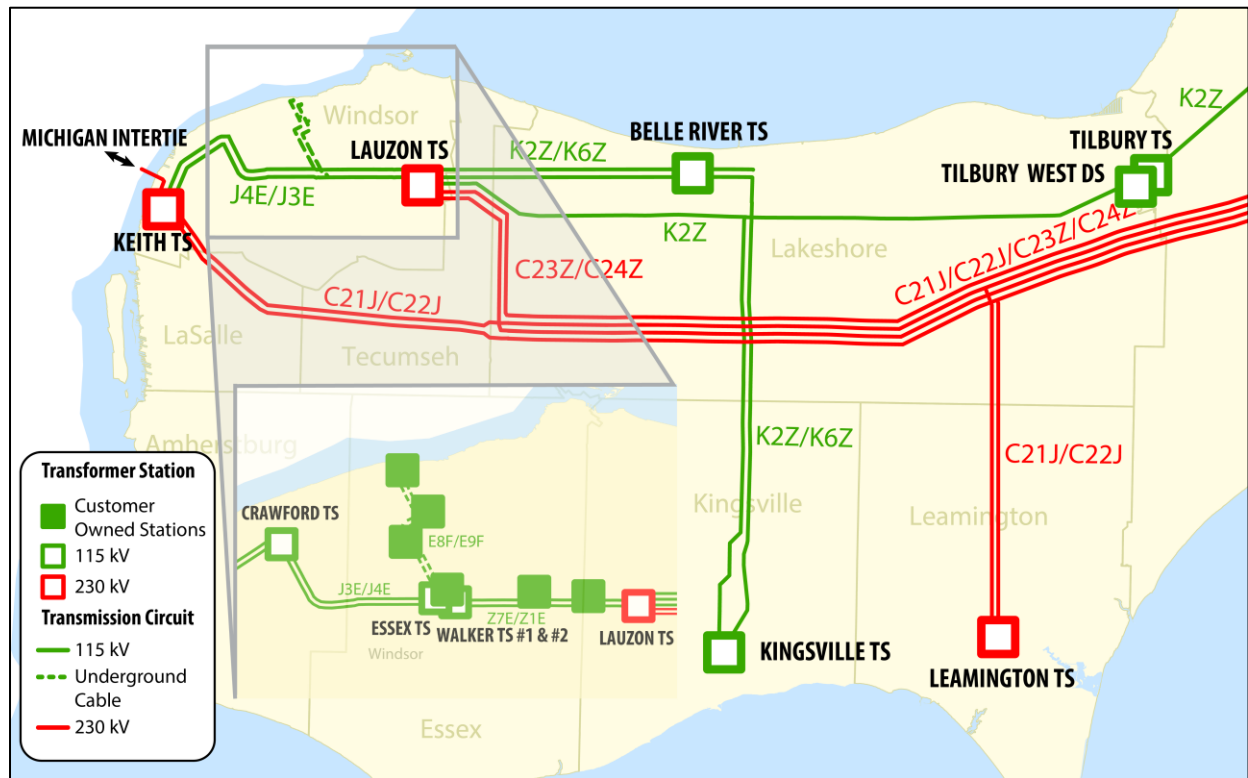 K2Z
Windsor
MICHIGAN INTERTIE
LAUZON TS
K2Z/K6Z
BELLE RIVER TS
TILBURY TS
TILBURY WEST DS
J4E/J3E
KEITH TS
K2Z
Lakeshore
C21J/C22J/C23Z/C24Z
C23Z/C24Z
C21J/C22J
LaSalle
Tecumseh
Amherstburg
K2Z/K6Z
C21J/C22J
Kingsville
Leamington
Transformer Station
Customer
Owned Stations
115 kV
230 kV
Transmission Circuit
115 kV
Underground
Cable
230 kV
CRAWFORD TS
E8F/E9F
J3E/J4E
Z7E/Z1E
ESSEX TS
WALKER TS #1 & #2
LAUZON TS
Windsor
KINGSVILLE TS
LEAMINGTON TS
Essex